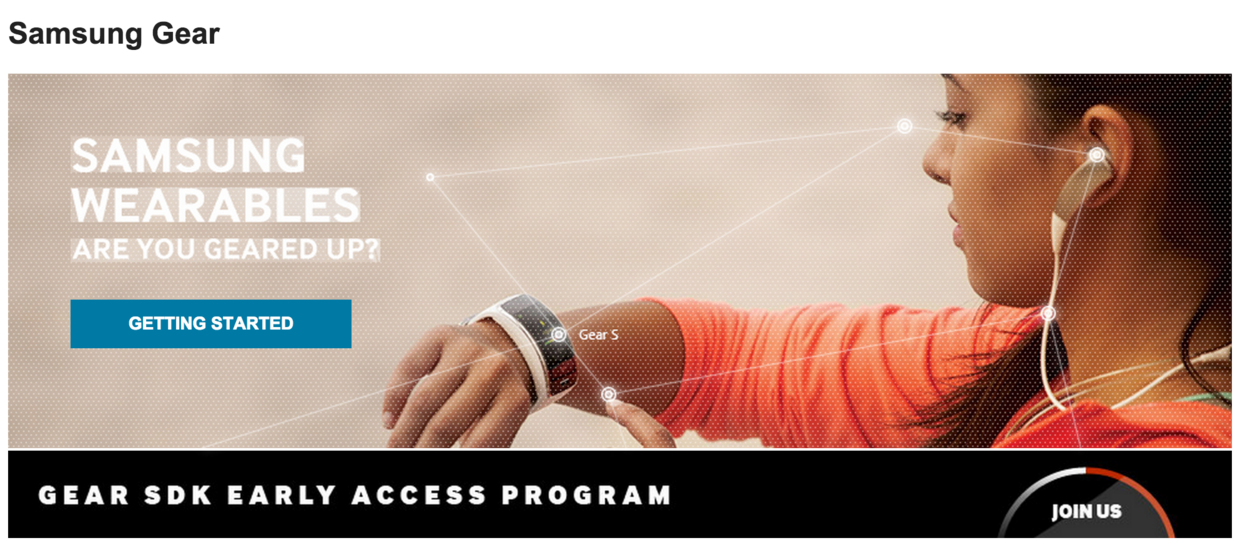 Samsung Gear
SAMSUNG
WEARABLES
ARE YOU GEARED UP?
GETTING STARTED
Gear S
GEAR SDK EARLY ACCESS PROGRAM
JOIN US